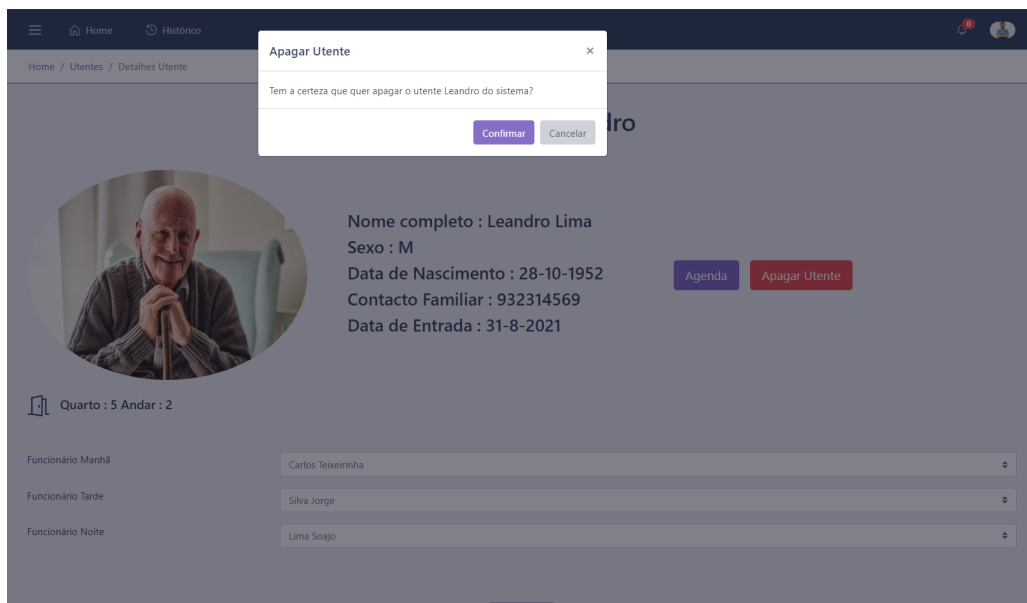 Home Histórico 0
Home / Utentes / Detalhes Utente
Apagar Utente ×
Tem a certeza que quer apagar o utente Leandro do sistema?
Confirmar Cancelar
dro
Nome completo : Leandro Lima
Sexo : M
Data de Nascimento : 28-10-1952
Contacto Familiar : 932314569
Data de Entrada : 31-8-2021
Agenda Apagar Utente
Quarto : 5 Andar : 2
Funcionário Manhã Carlos Teixeirinha
Funcionário Tarde Silva Jorge
Funcionário Noite Lima Soajo